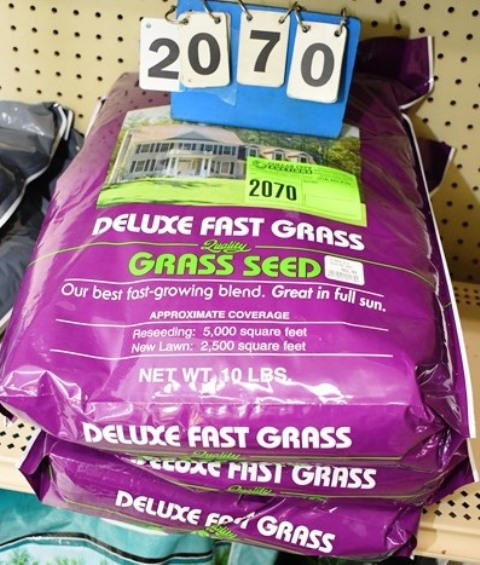 2070
2070
DELUXE FAST GRASS
Quality
GRASS SEED
Our best fast-growing blend. Great in full sun.
APPROXIMATE COVERAGE
Reseeding: 5,000 square feet
New Lawn: 2,500 square feet
NET WT. 10 LBS.
DELUXE FAST GRASS
Quality
DELUXE FAST GRASS
Quality
DELUXE FAST GRASS